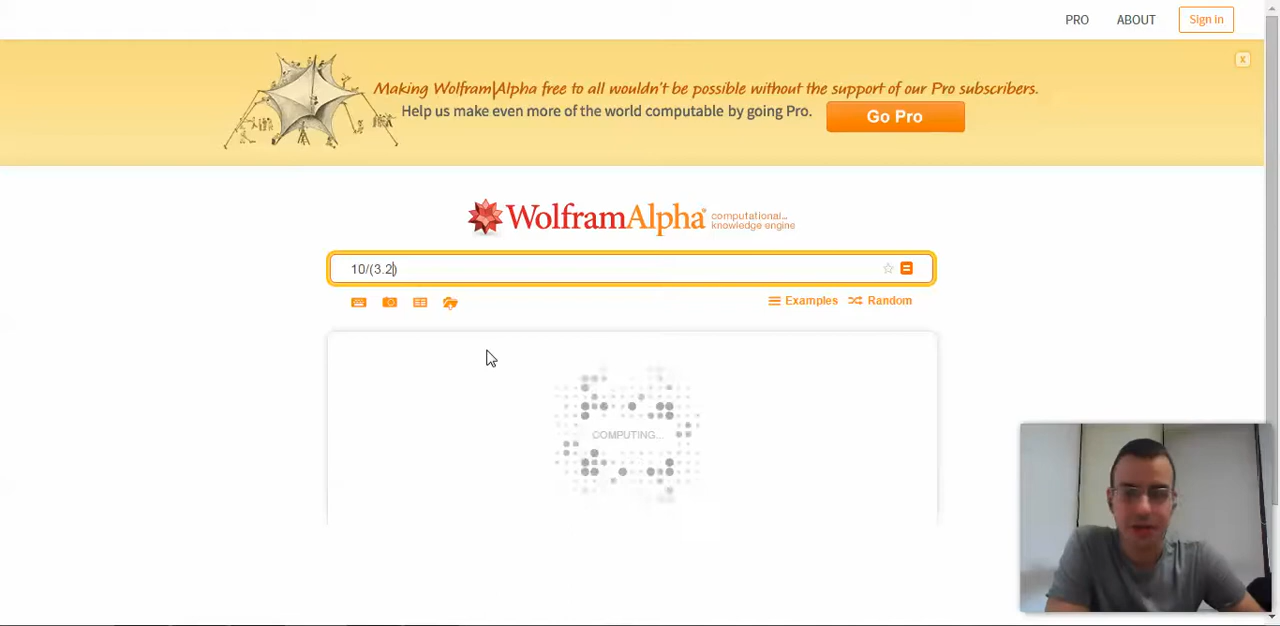 PRO ABOUT Sign in
Making Wolfram|Alpha free to all wouldn't be possible without the support of our Pro subscribers.
x
Help us make even more of the world computable by going Pro. Go Pro
WolframAlpha computational...
knowledge engine
10/(3.2)
Examples Random
COMPUTING...